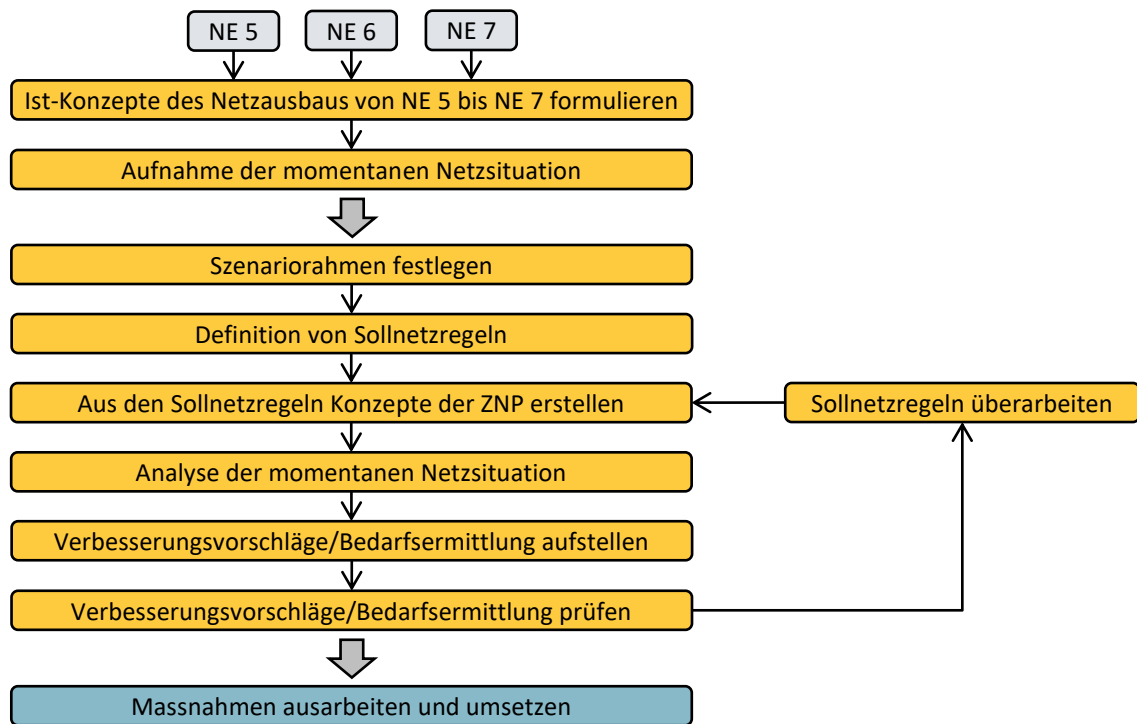 NE 5
NE 6
NE 7
Ist-Konzepte des Netzausbaus von NE 5 bis NE 7 formulieren
Aufnahme der momentanen Netzsituation
Szenariorahmen festlegen
Definition von Sollnetzregeln
Aus den Sollnetzregeln Konzepte der ZNP erstellen
Sollnetzregeln überarbeiten
Analyse der momentanen Netzsituation
Verbesserungsvorschläge/Bedarfsermittlung aufstellen
Verbesserungsvorschläge/Bedarfsermittlung prüfen
Massnahmen ausarbeiten und umsetzen